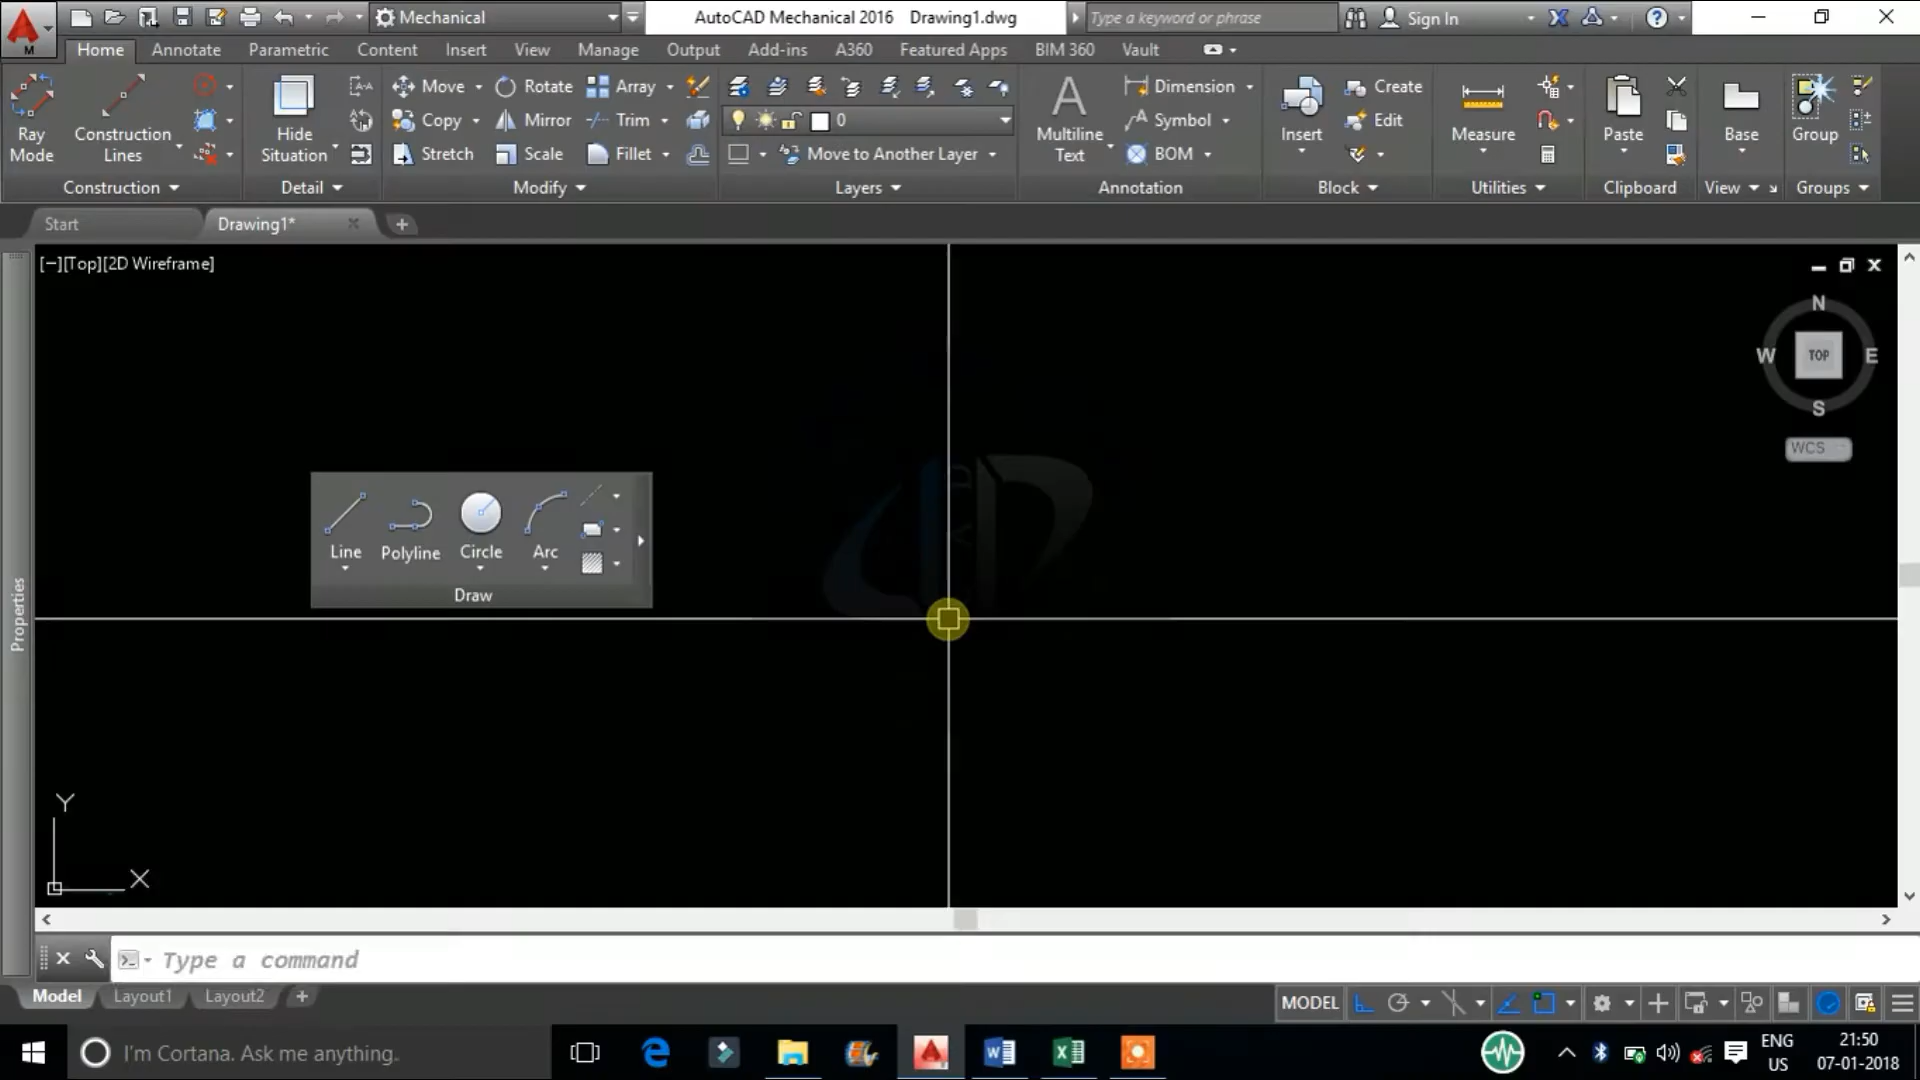 M
Mechanical
AutoCAD Mechanical 2016 Drawing1.dwg
Type a keyword or phrase
Sign In
Home Annotate Parametric Content Insert View Manage Output Add-ins A360 Featured Apps BIM 360 Vault
Ray Mode
Construction Lines
Construction
Hide Situation
Detail
Move Rotate Array
Copy Mirror Trim
Stretch Scale Fillet
Modify
0
Move to Another Layer
Layers
A
Multiline Text
Dimension
Symbol
BOM
Annotation
Insert
Create
Edit
Block
Measure
Utilities
Paste
Clipboard
Base
View
Group
Groups
Start
Drawing1*
[−][Top][2D Wireframe]
N
W TOP E
S
WCS
Line Polyline Circle Arc
Draw
Properties
Y
X
Type a command
Model Layout1 Layout2
MODEL
I'm Cortana. Ask me anything.
ENG
US
21:50
07-01-2018